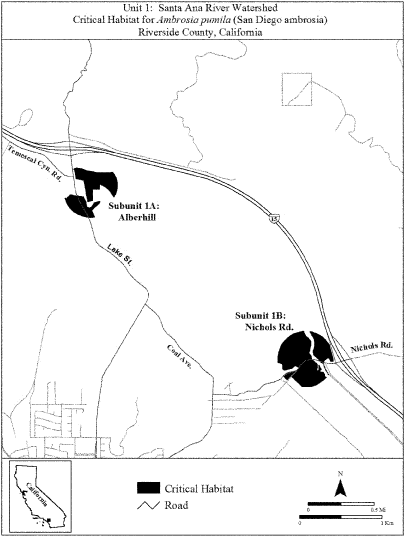 Unit 1: Santa Ana River Watershed
Critical Habitat for Ambrosia pumila (San Diego ambrosia)
Riverside County, California
Temescal Cyn. Rd.
Subunit 1A:
Alberhill
15
Lake St.
Subunit 1B:
Nichols Rd.
Nichols Rd.
Coal Ave.
California
Critical Habitat
Road
N
0 0.5 Mi
0 1 Km